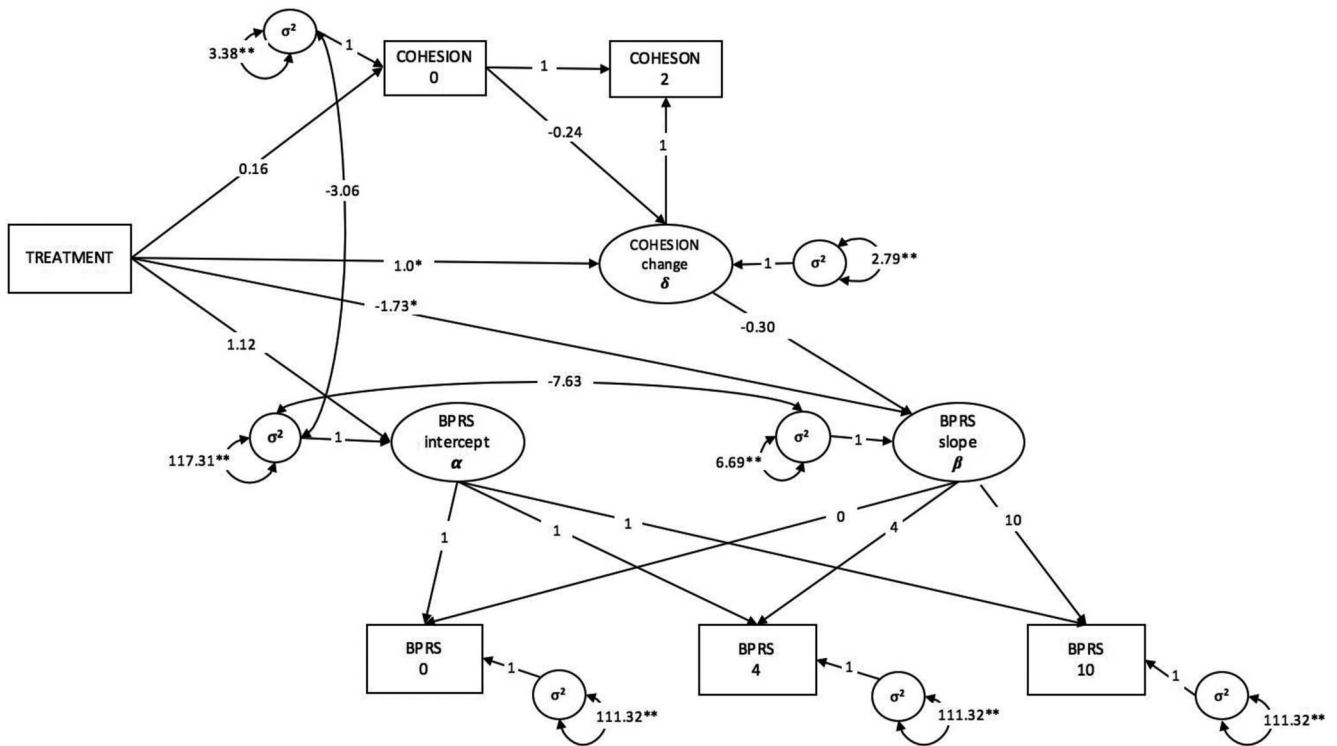 σ²
3.38**
1
COHESION
0
1
COHESON
2
-0.24
1
0.16
-3.06
TREATMENT
1.0*
COHESION
change
δ
1
σ²
2.79**
-1.73*
-0.30
1.12
-7.63
σ²
117.31**
1
BPRS
intercept
α
σ²
6.69**
1
BPRS
slope
β
1
1
1
0
4
10
BPRS
0
1
σ²
111.32**
BPRS
4
1
σ²
111.32**
BPRS
10
1
σ²
111.32**